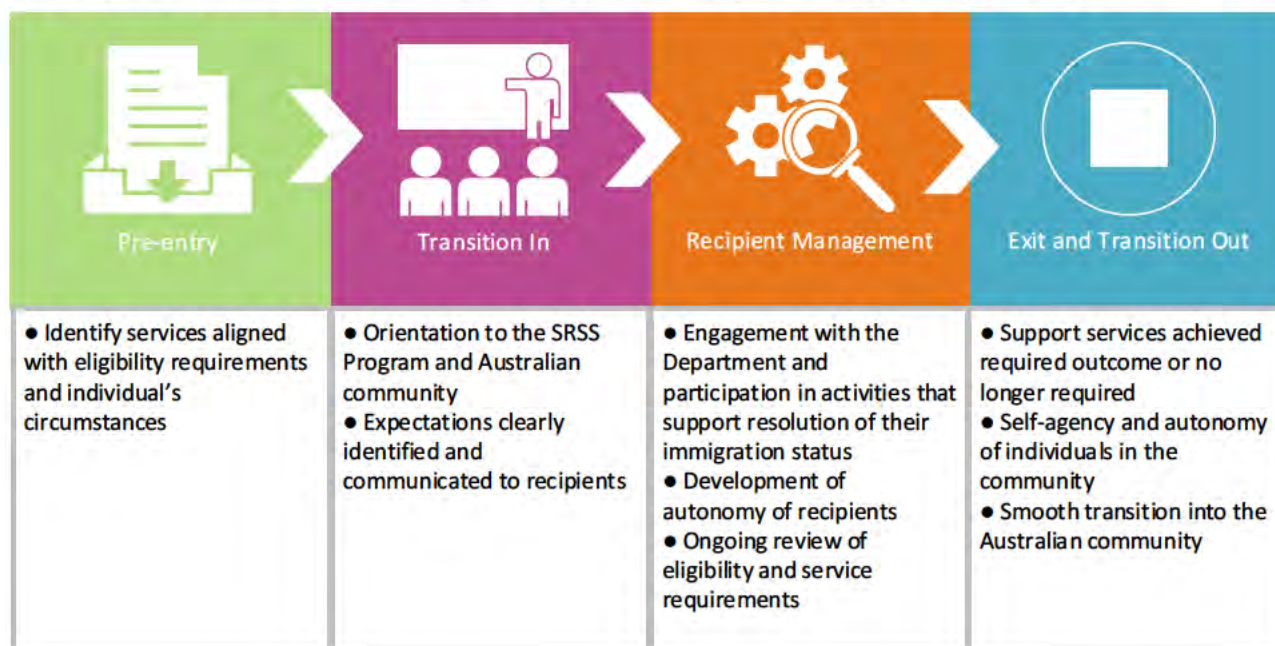 Pre-entry
Transition In
Recipient Management
Exit and Transition Out
● Identify services aligned
with eligibility requirements
and individual's
circumstances
● Orientation to the SRSS
Program and Australian
community
● Expectations clearly
identified and
communicated to recipients
● Engagement with the
Department and
participation in activities that
support resolution of their
immigration status
● Development of
autonomy of recipients
● Ongoing review of
eligibility and service
requirements
● Support services achieved
required outcome or no
longer required
● Self-agency and autonomy
of individuals in the
community
● Smooth transition into the
Australian community